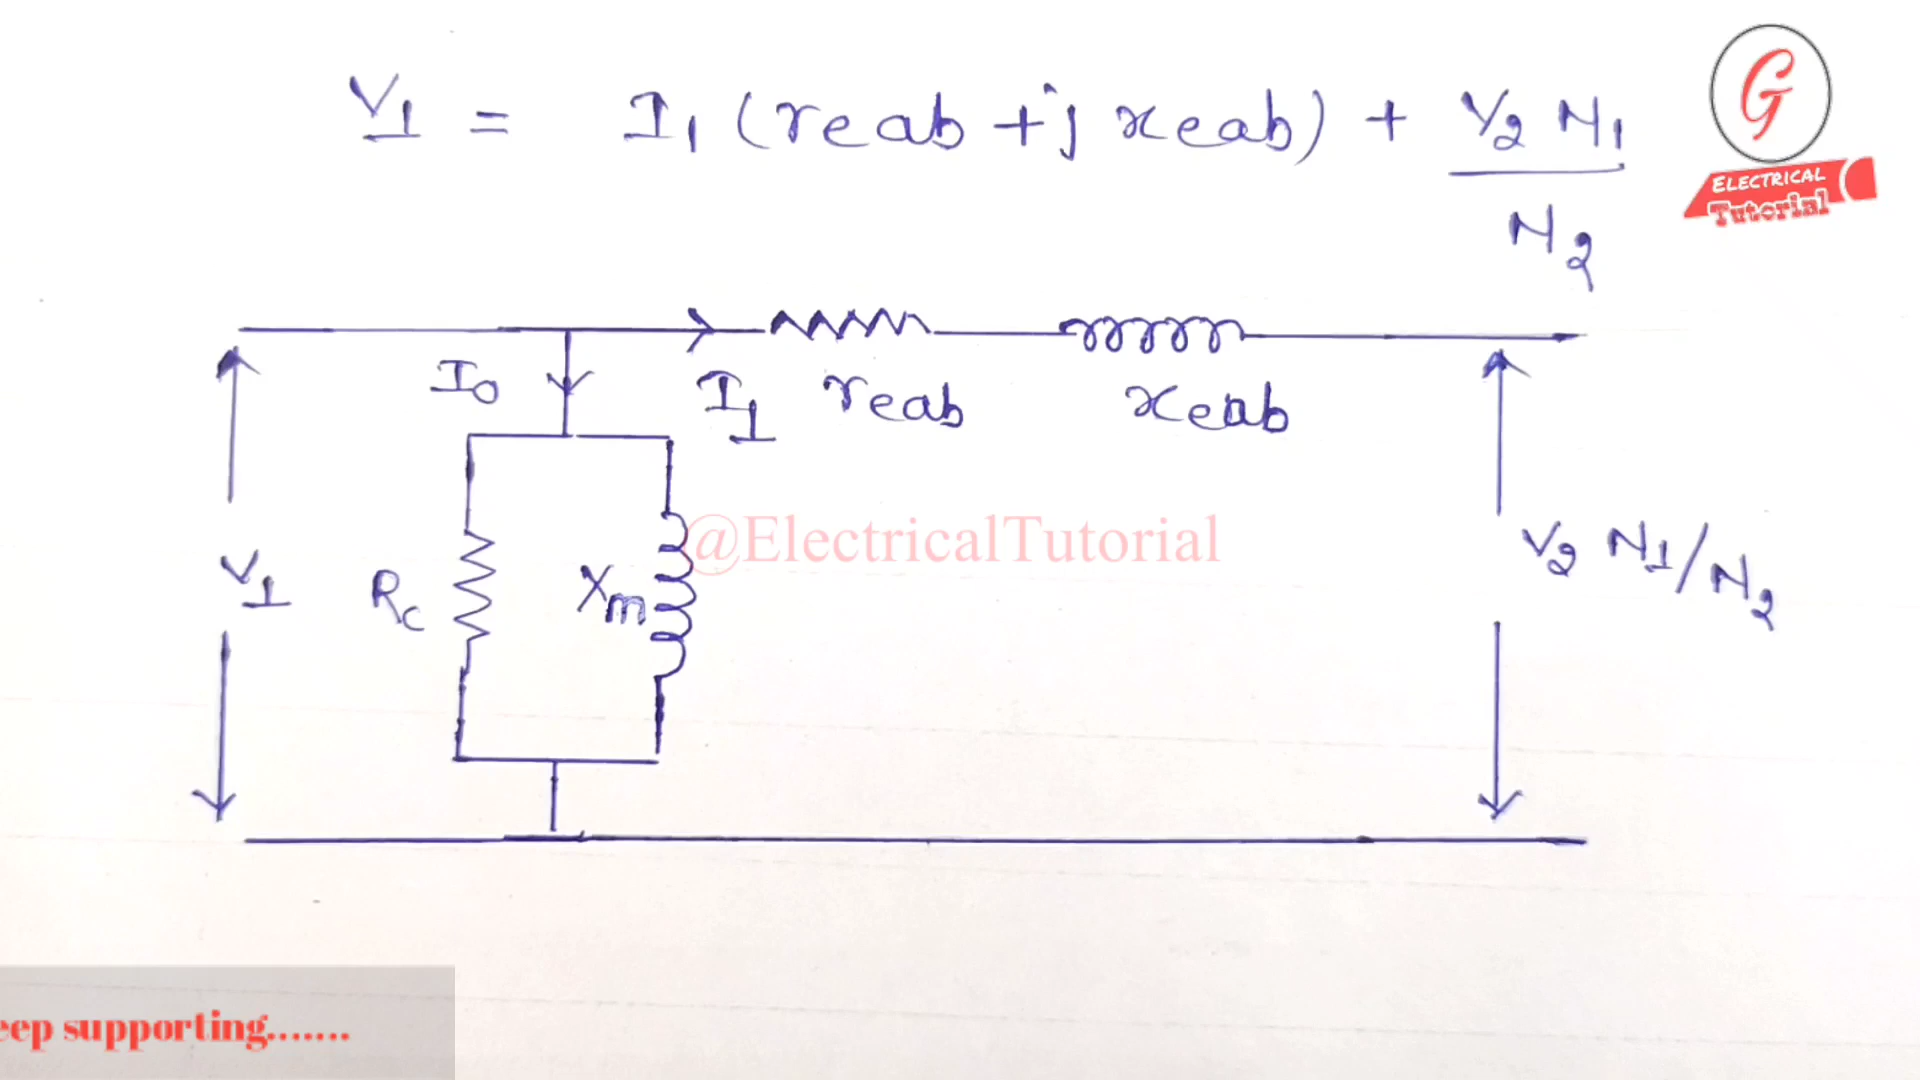 V1 = I1 (reab + j xeab) + V2 N1
N2
G
ELECTRICAL
Tutorial
I0
I1
reab
xeab
@ElectricalTutorial
V1
Rc
Xm
V2 N1/N2
eep supporting.......